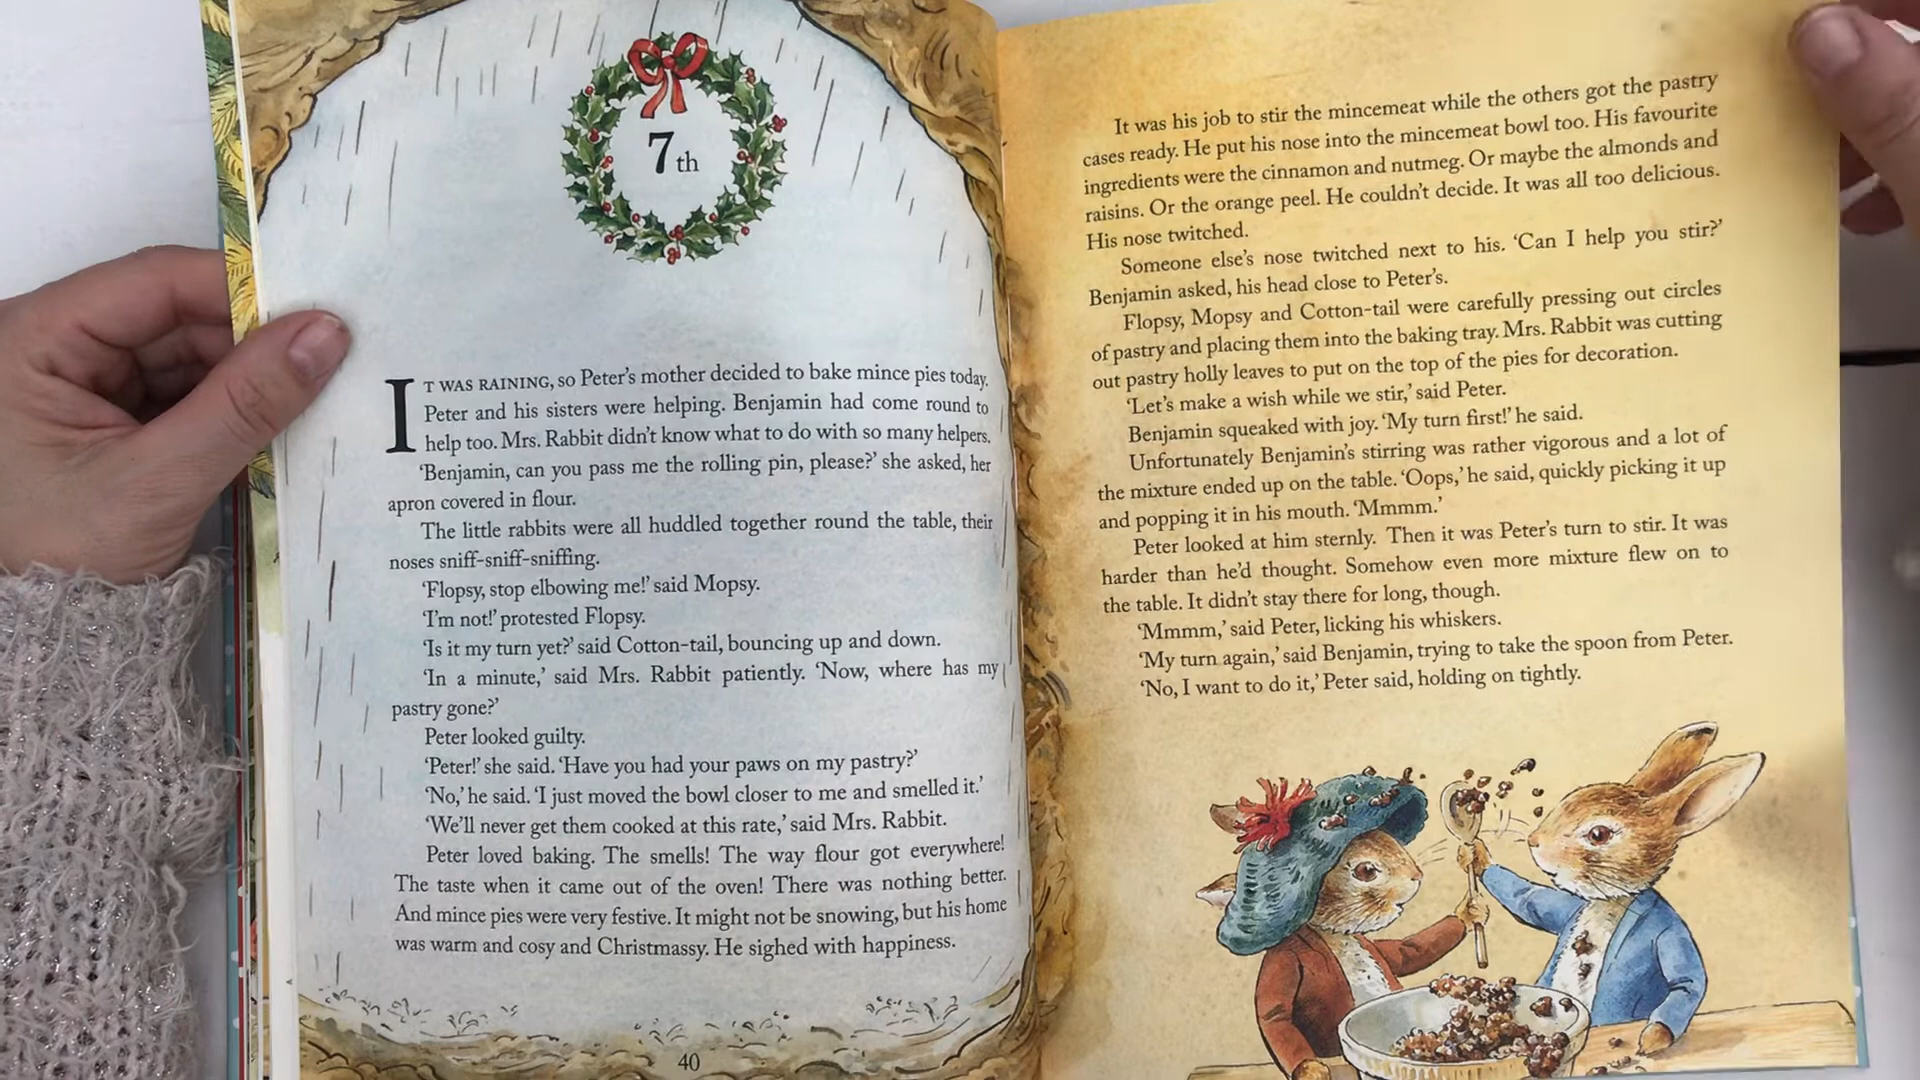 7th
IT WAS RAINING, so Peter's mother decided to bake mince pies today.
Peter and his sisters were helping. Benjamin had come round to
help too. Mrs. Rabbit didn't know what to do with so many helpers.
‘Benjamin, can you pass me the rolling pin, please?’ she asked, her
apron covered in flour.
The little rabbits were all huddled together round the table, their
noses sniff-sniff-sniffing.
‘Flopsy, stop elbowing me!’ said Mopsy.
‘I'm not!’ protested Flopsy.
‘Is it my turn yet?’ said Cotton-tail, bouncing up and down.
‘In a minute,’ said Mrs. Rabbit patiently. ‘Now, where has my
pastry gone?’
Peter looked guilty.
‘Peter!’ she said. ‘Have you had your paws on my pastry?’
‘No,’ he said. ‘I just moved the bowl closer to me and smelled it.’
‘We'll never get them cooked at this rate,’ said Mrs. Rabbit.
Peter loved baking. The smells! The way flour got everywhere!
The taste when it came out of the oven! There was nothing better.
And mince pies were very festive. It might not be snowing, but his home
was warm and cosy and Christmassy. He sighed with happiness.
40
It was his job to stir the mincemeat while the others got the pastry
cases ready. He put his nose into the mincemeat bowl too. His favourite
ingredients were the cinnamon and nutmeg. Or maybe the almonds and
raisins. Or the orange peel. He couldn't decide. It was all too delicious.
His nose twitched.
Someone else's nose twitched next to his. ‘Can I help you stir?’
Benjamin asked, his head close to Peter's.
Flopsy, Mopsy and Cotton-tail were carefully pressing out circles
of pastry and placing them into the baking tray. Mrs. Rabbit was cutting
out pastry holly leaves to put on the top of the pies for decoration.
‘Let's make a wish while we stir,’ said Peter.
Benjamin squeaked with joy. ‘My turn first!’ he said.
Unfortunately Benjamin's stirring was rather vigorous and a lot of
the mixture ended up on the table. ‘Oops,’ he said, quickly picking it up
and popping it in his mouth. ‘Mmmm.’
Peter looked at him sternly. Then it was Peter's turn to stir. It was
harder than he'd thought. Somehow even more mixture flew on to
the table. It didn't stay there for long, though.
‘Mmmm,’ said Peter, licking his whiskers.
‘My turn again,’ said Benjamin, trying to take the spoon from Peter.
‘No, I want to do it,’ Peter said, holding on tightly.